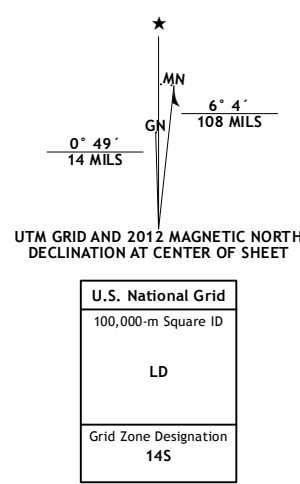 ★
MN
GN
6° 4´
108 MILS
0° 49´
14 MILS
UTM GRID AND 2012 MAGNETIC NORTH
DECLINATION AT CENTER OF SHEET
U.S. National Grid
100,000-m Square ID
LD
Grid Zone Designation
14S